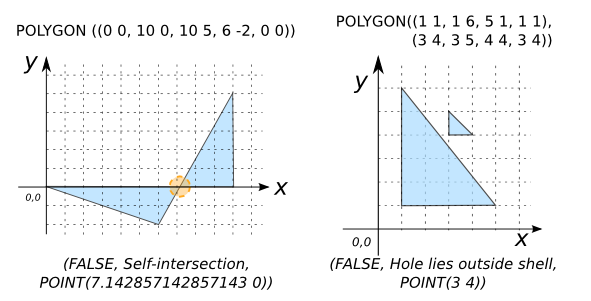 POLYGON ((0 0, 10 0, 10 5, 6 -2, 0 0))
y
x
0,0
(FALSE, Self-intersection,
POINT(7.142857142857143 0))
POLYGON((1 1, 1 6, 5 1, 1 1),
(3 4, 3 5, 4 4, 3 4))
y
x
0,0
(FALSE, Hole lies outside shell,
POINT(3 4))